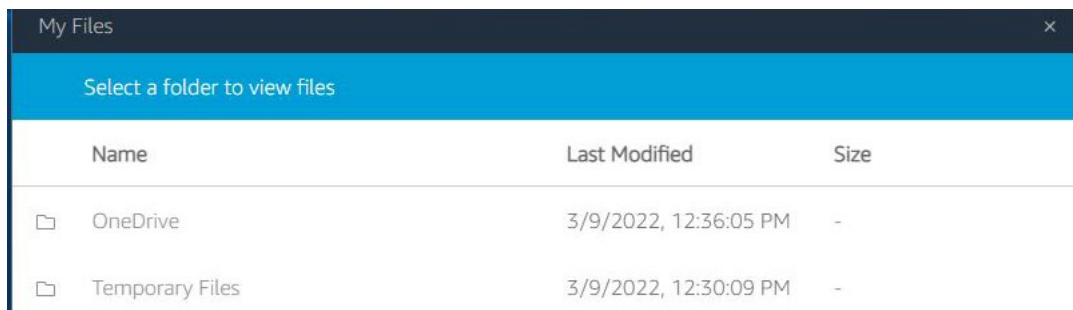 My Files ×
Select a folder to view files
Name Last Modified Size
OneDrive 3/9/2022, 12:36:05 PM -
Temporary Files 3/9/2022, 12:30:09 PM -